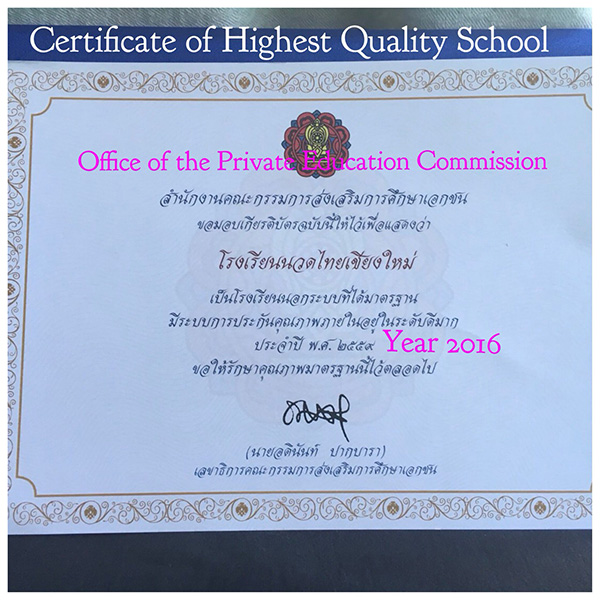 Certificate of Highest Quality School
Office of the Private Education Commission
สำนักงานคณะกรรมการส่งเสริมการศึกษาเอกชน
ขอมอบเกียรติบัตรฉบับนี้ให้ไว้เพื่อแสดงว่า
โรงเรียนนวดไทยเชียงใหม่
เป็นโรงเรียนนอกระบบที่ได้มาตรฐาน
มีระบบการประกันคุณภาพภายในอยู่ในระดับดีมาก
ประจำปี พ.ศ. ๒๕๕๙ Year 2016
ขอให้รักษาคุณภาพมาตรฐานนี้ไว้ตลอดไป
(นายอดินันท์ ปากบารา)
เลขาธิการคณะกรรมการส่งเสริมการศึกษาเอกชน